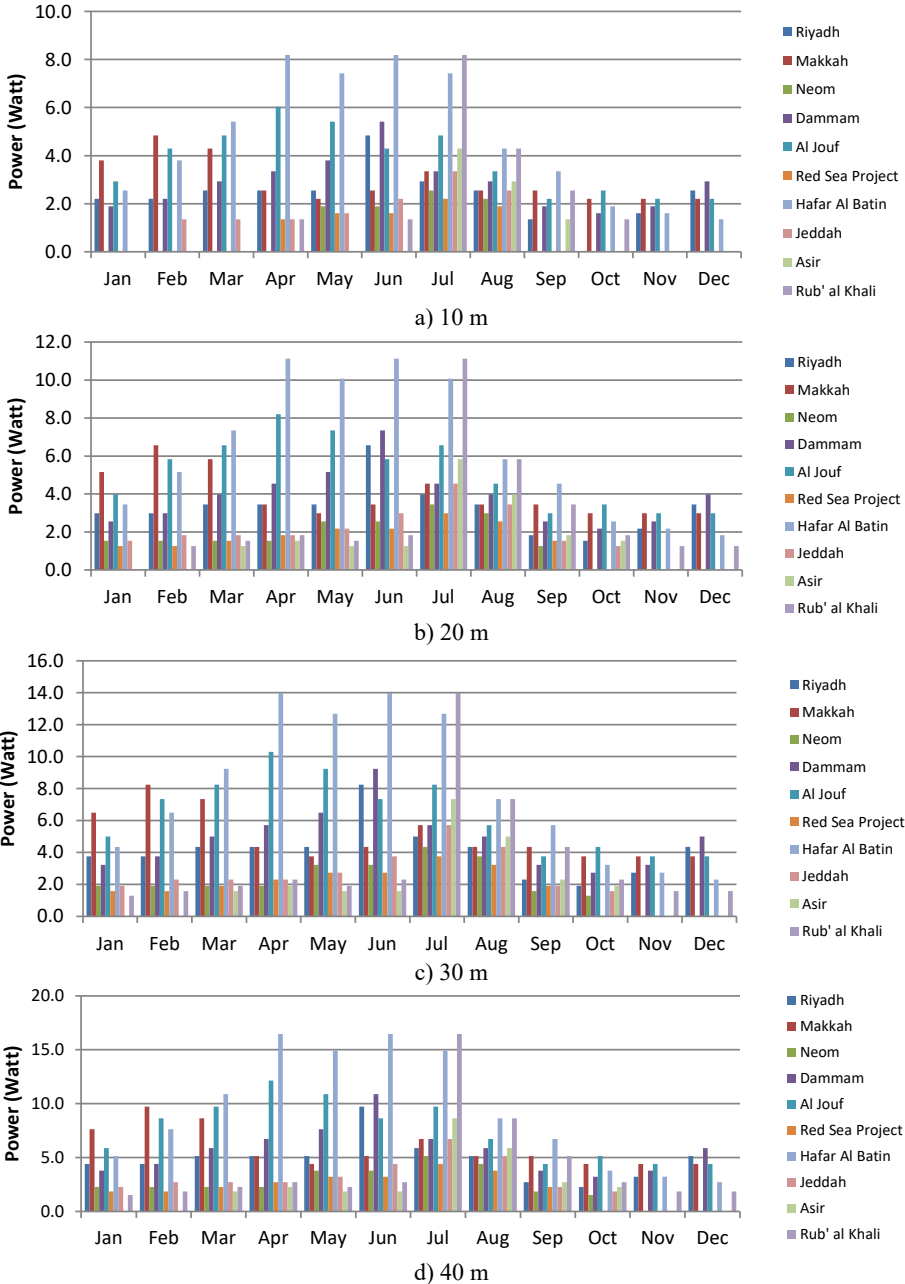 10.0
8.0
6.0
4.0
2.0
0.0
Power (Watt)
Jan Feb Mar Apr May Jun Jul Aug Sep Oct Nov Dec
Riyadh
Makkah
Neom
Dammam
Al Jouf
Red Sea Project
Hafar Al Batin
Jeddah
Asir
Rub' al Khali
a) 10 m
12.0
10.0
8.0
6.0
4.0
2.0
0.0
Power (Watt)
Jan Feb Mar Apr May Jun Jul Aug Sep Oct Nov Dec
Riyadh
Makkah
Neom
Dammam
Al Jouf
Red Sea Project
Hafar Al Batin
Jeddah
Asir
Rub' al Khali
b) 20 m
16.0
14.0
12.0
10.0
8.0
6.0
4.0
2.0
0.0
Power (Watt)
Jan Feb Mar Apr May Jun Jul Aug Sep Oct Nov Dec
Riyadh
Makkah
Neom
Dammam
Al Jouf
Red Sea Project
Hafar Al Batin
Jeddah
Asir
Rub' al Khali
c) 30 m
20.0
15.0
10.0
5.0
0.0
Power (Watt)
Jan Feb Mar Apr May Jun Jul Aug Sep Oct Nov Dec
Riyadh
Makkah
Neom
Dammam
Al Jouf
Red Sea Project
Hafar Al Batin
Jeddah
Asir
Rub' al Khali
d) 40 m